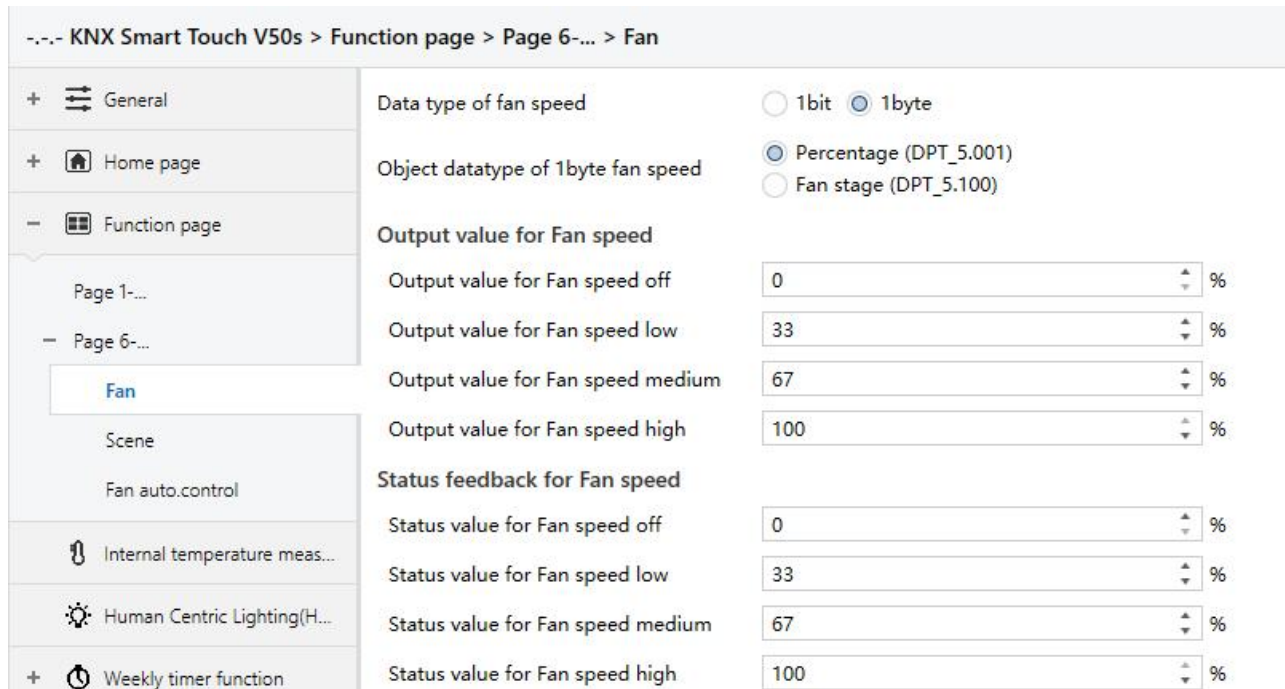 -.-.- KNX Smart Touch V50s > Function page > Page 6-... > Fan
+ General
+ Home page
− Function page
Page 1-...
− Page 6-...
Fan
Scene
Fan auto.control
Internal temperature meas...
Human Centric Lighting(H...
+ Weekly timer function
Data type of fan speed 1bit 1byte
Object datatype of 1byte fan speed Percentage (DPT_5.001)
Fan stage (DPT_5.100)
Output value for Fan speed
Output value for Fan speed off 0 %
Output value for Fan speed low 33 %
Output value for Fan speed medium 67 %
Output value for Fan speed high 100 %
Status feedback for Fan speed
Status value for Fan speed off 0 %
Status value for Fan speed low 33 %
Status value for Fan speed medium 67 %
Status value for Fan speed high 100 %